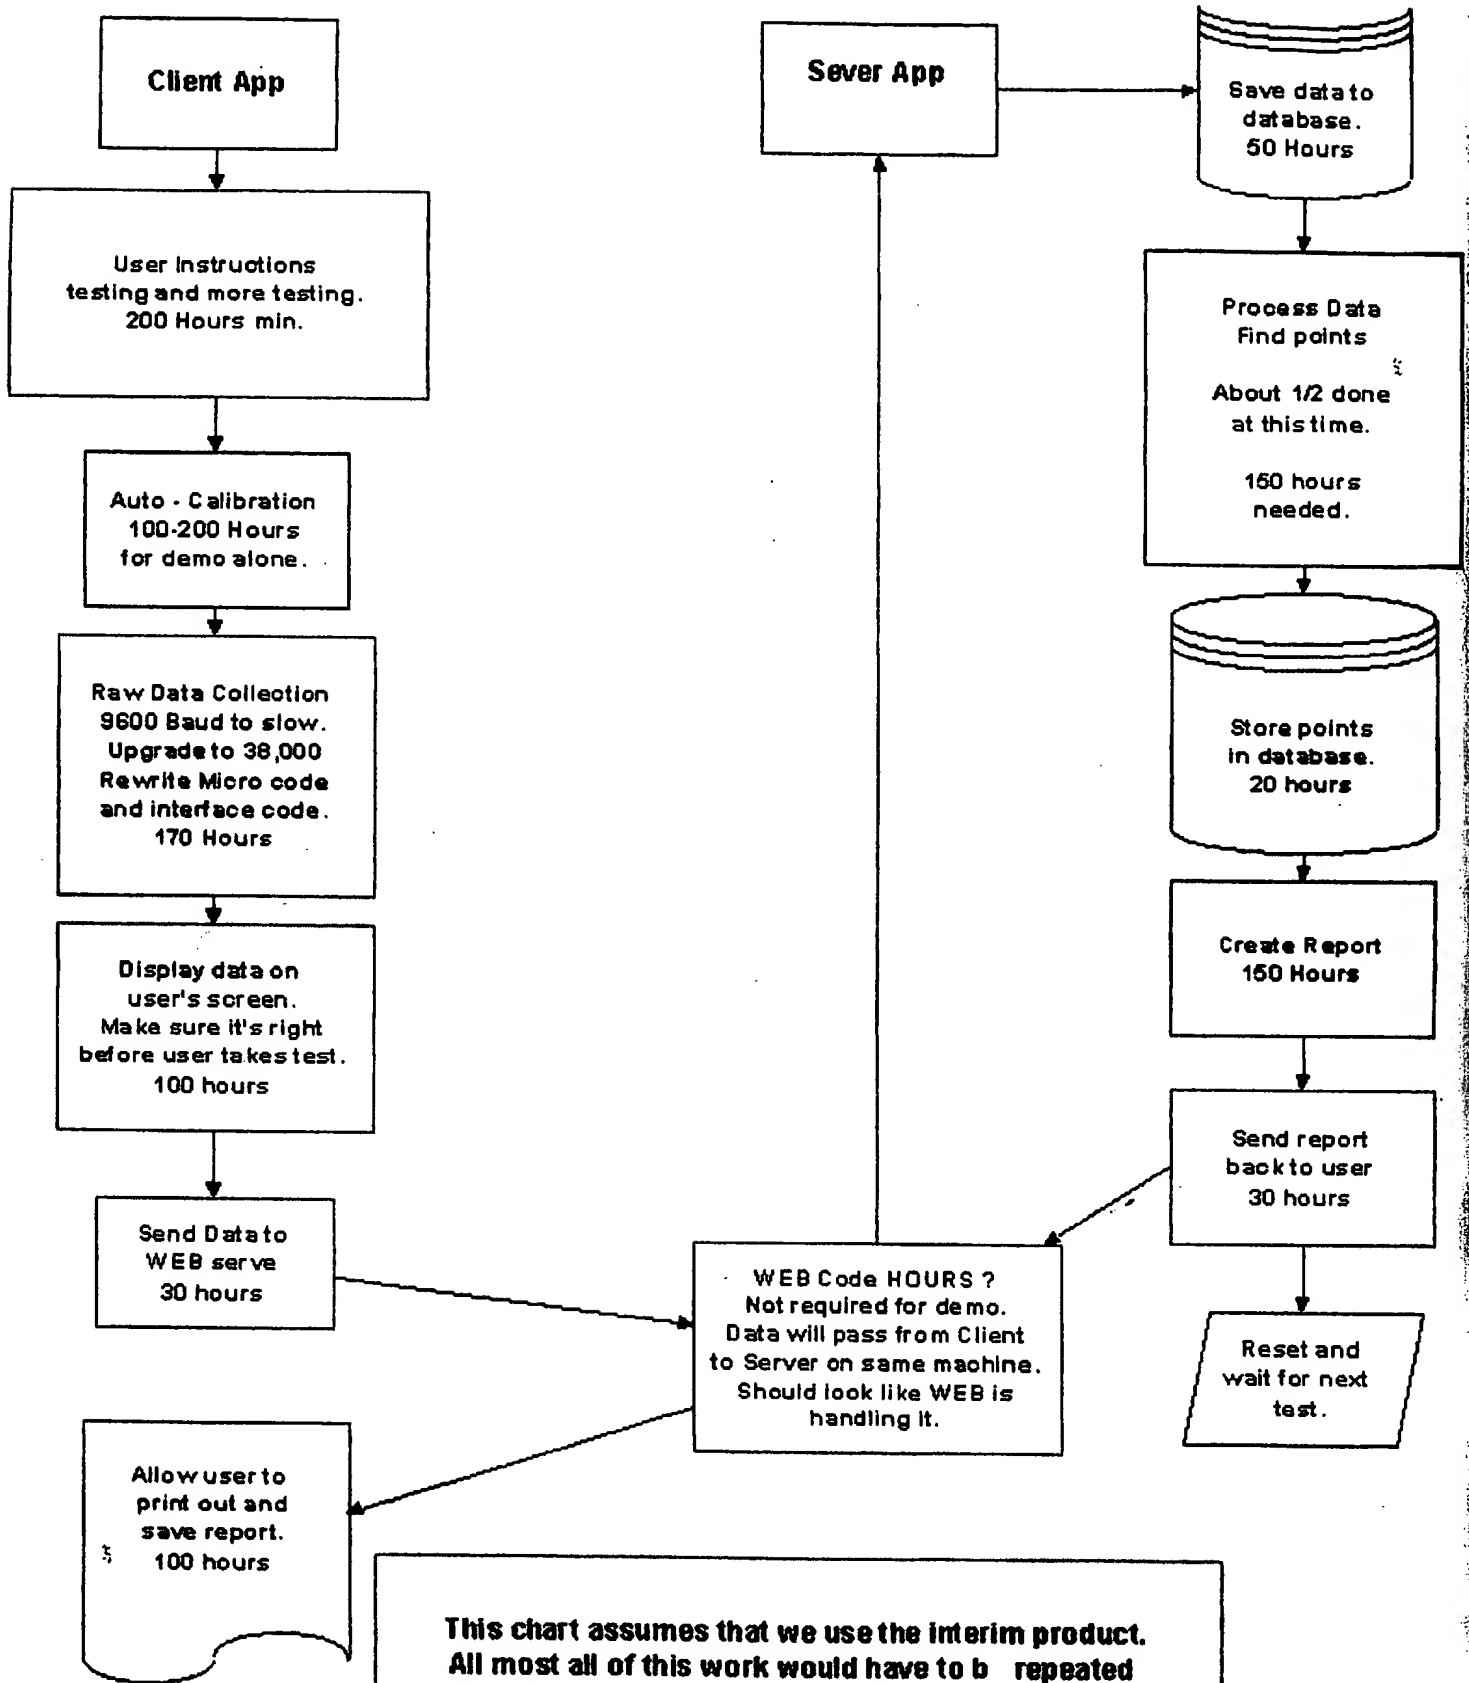 Client App
User Instructions
testing and more testing.
200 Hours min.
Auto - Calibration
100-200 Hours
for demo alone.
Raw Data Collection
9600 Baud to slow.
Upgrade to 38,000
Rewrite Micro code
and interface code.
170 Hours
Display data on
user's screen.
Make sure it's right
before user takes test.
100 hours
Send Data to
WEB serve
30 hours
Allow user to
print out and
save report.
100 hours
WEB Code HOURS ?
Not required for demo.
Data will pass from Client
to Server on same machine.
Should look like WEB is
handling it.
Sever App
Save data to
database.
50 Hours
Process Data
Find points
About 1/2 done
at this time.
150 hours
needed.
Store points
in database.
20 hours
Create Report
150 Hours
Send report
back to user
30 hours
Reset and
wait for next
test.
This chart assumes that we use the interim product.
All most all of this work would have to b repeated